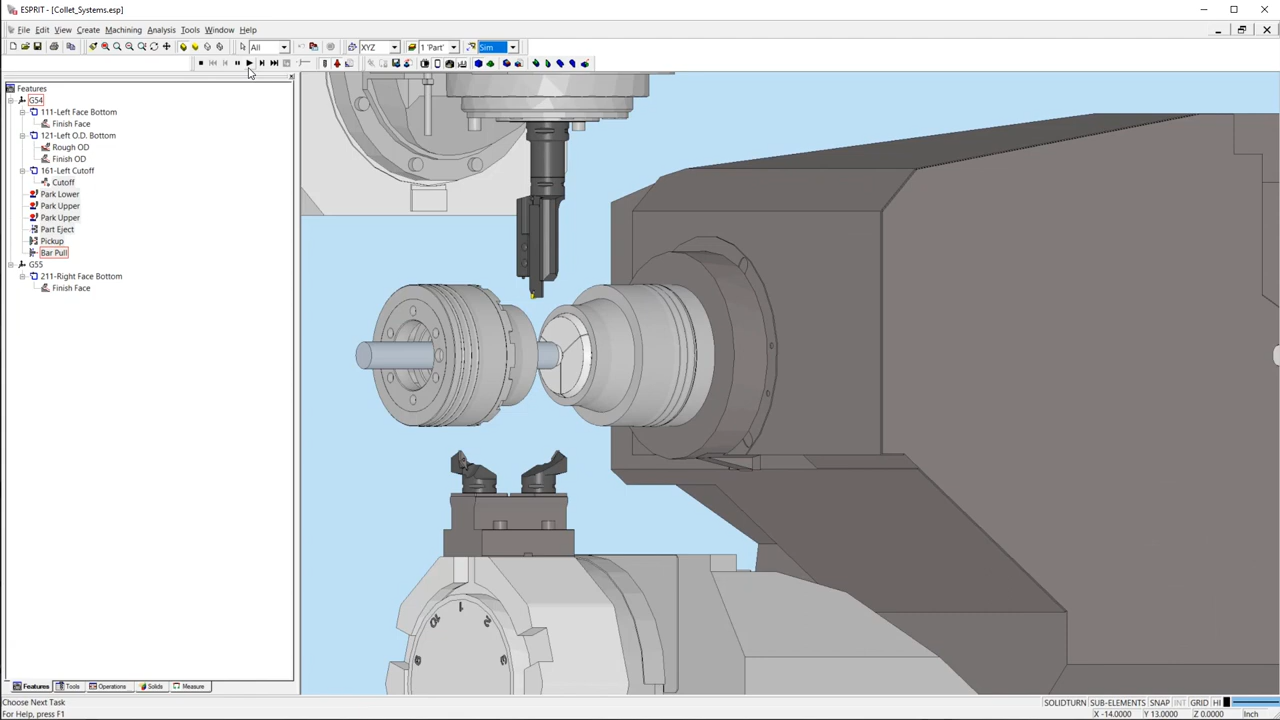 ESPRIT - [Collet_Systems.esp]
File Edit View Create Machining Analysis Tools Window Help
All XYZ 1 'Part' Sim
Features
G54
111-Left Face Bottom
Finish Face
121-Left O.D. Bottom
Rough OD
Finish OD
161-Left Cutoff
Cutoff
Park Lower
Park Upper
Park Upper
Part Eject
Pickup
Bar Pull
G55
211-Right Face Bottom
Finish Face
10 1 2
Features Tools Operations Solids Measure
Choose Next Task SOLIDTURN SUB-ELEMENTS SNAP INT GRID HI
For Help, press F1 X -14.0000 Y 13.0000 Z 0.0000 Inch